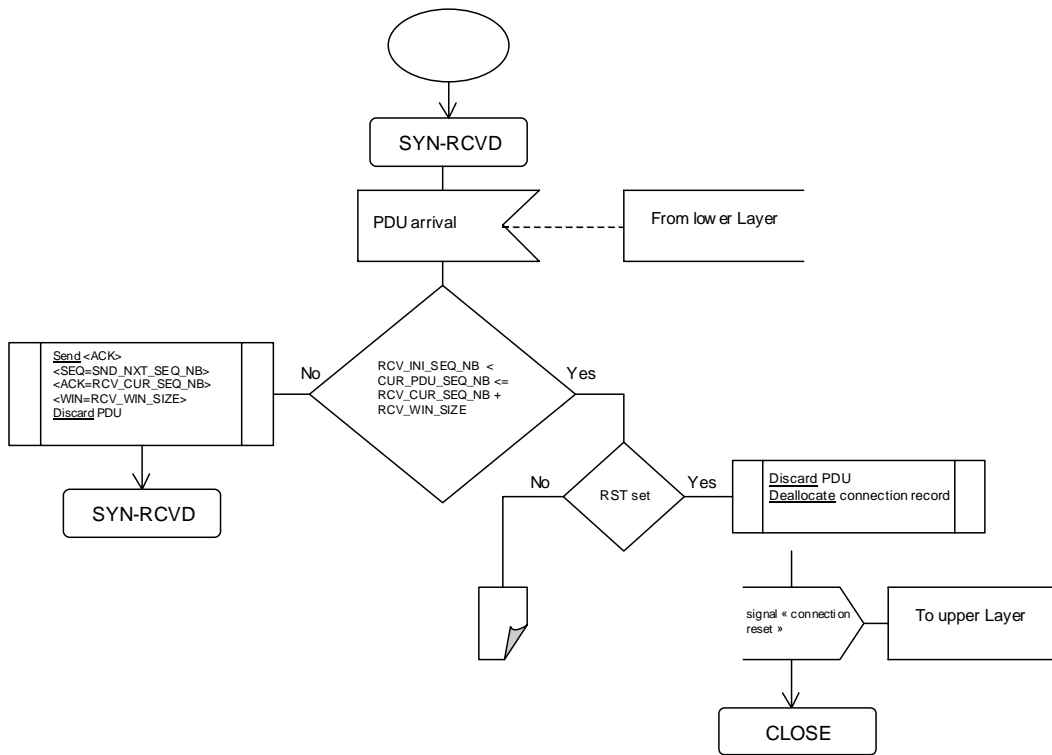 SYN-RCVD
PDU arrival
From lower Layer
No
RCV_INI_SEQ_NB <
CUR_PDU_SEQ_NB <=
RCV_CUR_SEQ_NB +
RCV_WIN_SIZE
Yes
Send <ACK>
<SEQ=SND_NXT_SEQ_NB>
<ACK=RCV_CUR_SEQ_NB>
<WIN=RCV_WIN_SIZE>
Discard PDU
SYN-RCVD
No
RST set
Yes
Discard PDU
Deallocate connection record
signal « connection
reset »
To upper Layer
CLOSE